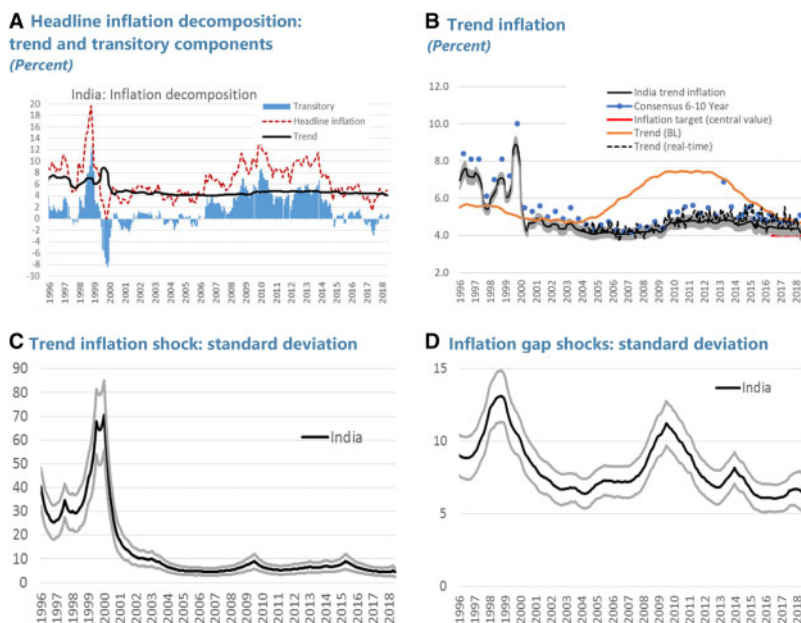 A Headline inflation decomposition:
trend and transitory components
(Percent)
India: Inflation decomposition
20
18
16
14
12
10
8
6
4
2
0
-2
-4
-6
-8
-10
Transitory
Headline inflation
Trend
1996 1997 1998 1999 2000 2001 2002 2003 2004 2005 2006 2007 2008 2009 2010 2011 2012 2013 2014 2015 2016 2017 2018
B Trend inflation
(Percent)
12.0
10.0
8.0
6.0
4.0
2.0
India trend inflation
Consensus 6-10 Year
Inflation target (central value)
Trend (BL)
Trend (real-time)
1996 1997 1998 1999 2000 2001 2002 2003 2004 2005 2006 2007 2008 2009 2010 2011 2012 2013 2014 2015 2016 2017 2018
C Trend inflation shock: standard deviation
90
80
70
60
50
40
30
20
10
0
India
1996 1997 1998 1999 2000 2001 2002 2003 2004 2005 2006 2007 2008 2009 2010 2011 2012 2013 2014 2015 2016 2017 2018
D Inflation gap shocks: standard deviation
15
10
5
0
India
1996 1997 1998 1999 2000 2001 2002 2003 2004 2005 2006 2007 2008 2009 2010 2011 2012 2013 2014 2015 2016 2017 2018